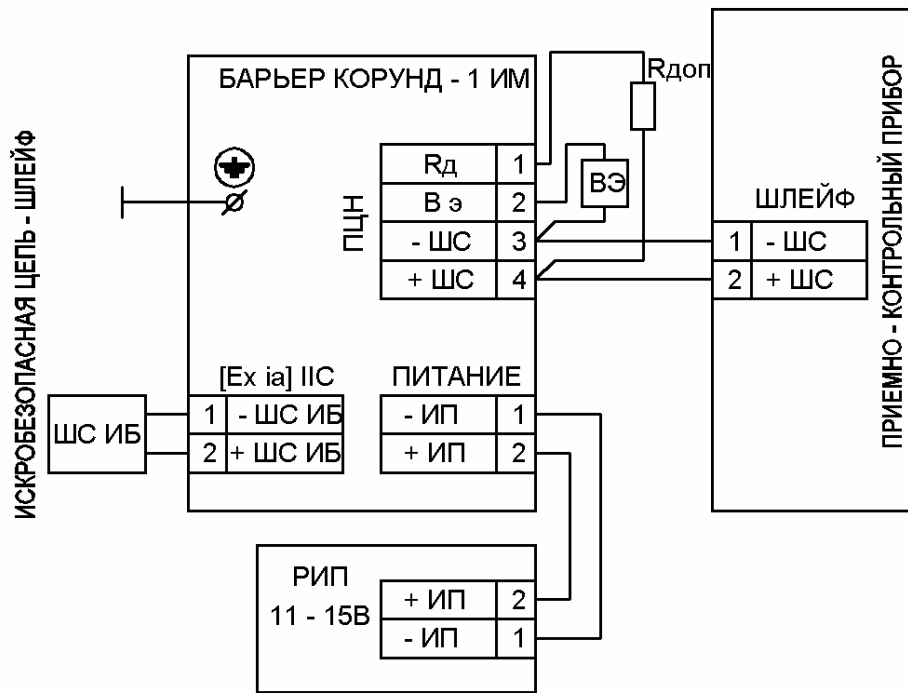 БАРЬЕР КОРУНД - 1 ИМ
Rд 1
В э 2
- ШС 3
+ ШС 4
ПЦН
Rдоп
ВЭ
ШЛЕЙФ
1 - ШС
2 + ШС
ПРИЕМНО - КОНТРОЛЬНЫЙ ПРИБОР
ИСКРОБЕЗОПАСНАЯ ЦЕПЬ - ШЛЕЙФ
ШС ИБ
[Ex ia] IIC
1 - ШС ИБ
2 + ШС ИБ
ПИТАНИЕ
- ИП 1
+ ИП 2
РИП
11 - 15В
+ ИП 2
- ИП 1